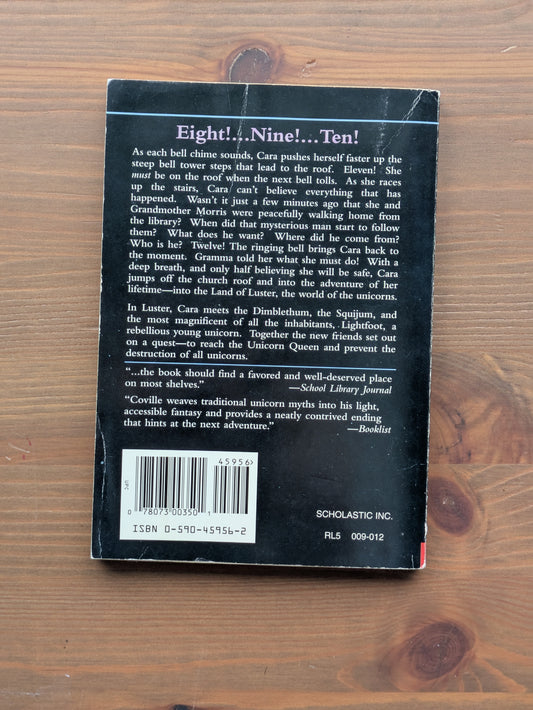 Eight!...Nine!...Ten!
As each bell chime sounds, Cara pushes herself faster up the
steep bell tower steps that lead to the roof. Eleven! She
must be on the roof when the next bell tolls. As she races
up the stairs, Cara can't believe everything that has
happened. Wasn't it just a few minutes ago that she and
Grandmother Morris were peacefully walking home from
the library? When did that mysterious man start to follow
them? What does he want? Where did he come from?
Who is he? Twelve! The ringing bell brings Cara back to
the moment. Gramma told her what she must do! With a
deep breath, and only half believing she will be safe, Cara
jumps off the church roof and into the adventure of her
lifetime—into the Land of Luster, the world of the unicorns.
In Luster, Cara meets the Dimblethum, the Squijum, and
the most magnificent of all the inhabitants, Lightfoot, a
rebellious young unicorn. Together the new friends set out
on a quest—to reach the Unicorn Queen and prevent the
destruction of all unicorns.
"...the book should find a favored and well-deserved place
on most shelves." —School Library Journal
"Coville weaves traditional unicorn myths into his light,
accessible fantasy and provides a neatly contrived ending
that hints at the next adventure." —Booklist
45956>
UPC
0 78073 00350 1
ISBN 0-590-45956-2
SCHOLASTIC INC.
RL5 009-012